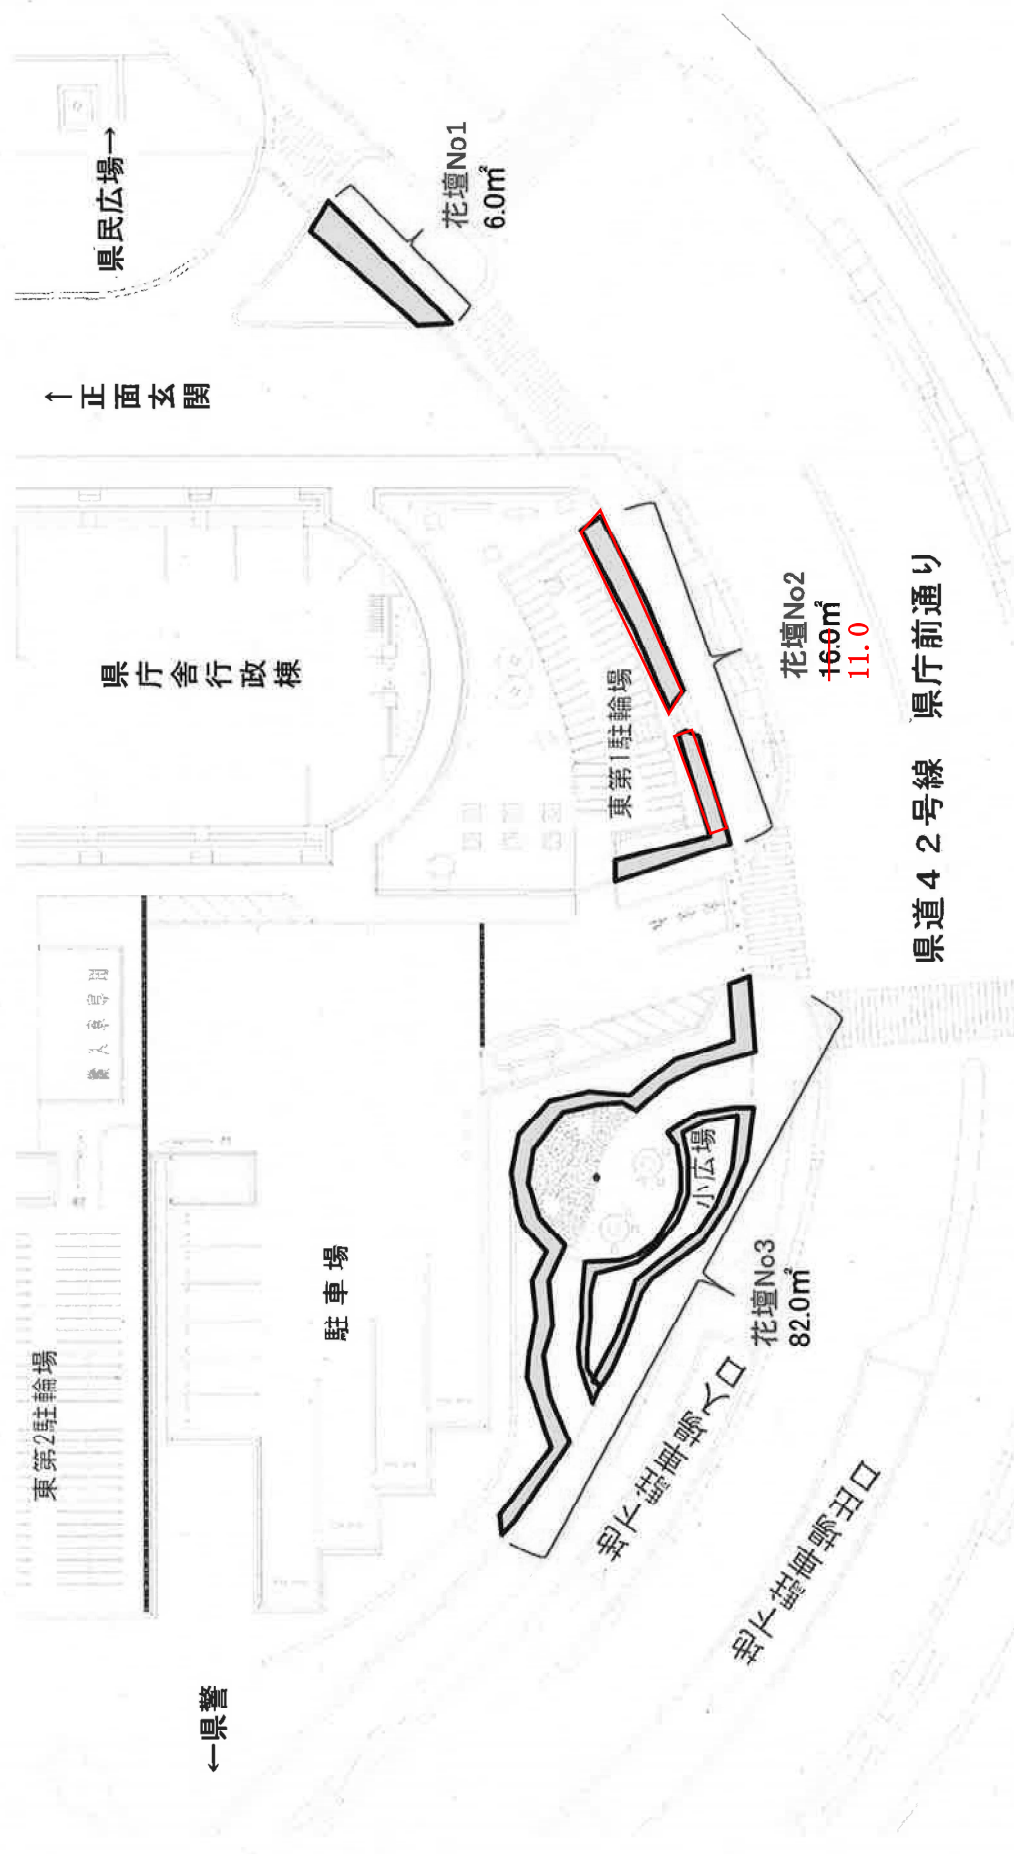 県民広場→
花壇No1
6.0㎡
↑正面玄関
県庁舎行政棟
東第1駐輪場
花壇No2
16.0㎡
11.0
県道42号線 県庁前通り
小広場
花壇No3
82.0㎡
駐車場
東第2駐輪場
地下駐車場入口
地下駐車場出口
←県警